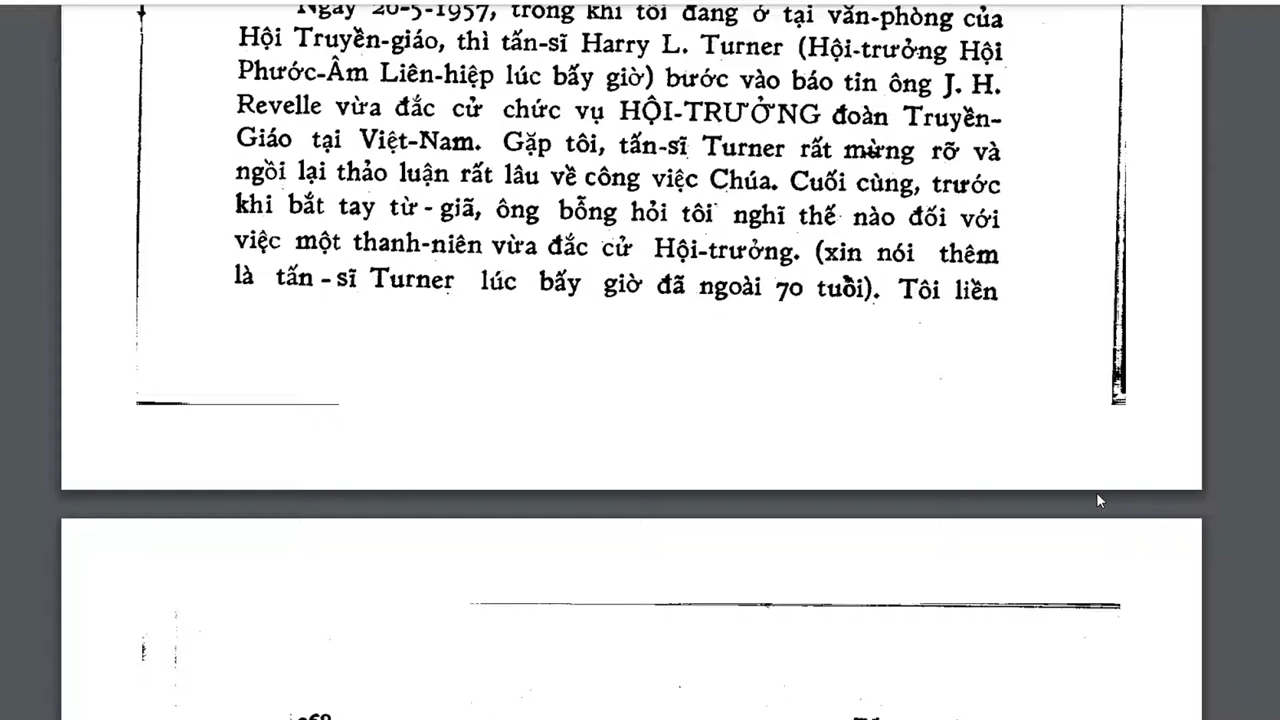 Ngày 20-5-1957, trong khi tôi đang ở tại văn-phòng của
Hội Truyền-giáo, thì tấn-sĩ Harry L. Turner (Hội-trưởng Hội
Phước-Âm Liên-hiệp lúc bấy giờ) bước vào báo tin ông J. H.
Revelle vừa đắc cử chức vụ HỘI-TRƯỞNG đoàn Truyền-
Giáo tại Việt-Nam. Gặp tôi, tấn-sĩ Turner rất mừng rỡ và
ngồi lại thảo luận rất lâu về công việc Chúa. Cuối cùng, trước
khi bắt tay từ-giã, ông bỗng hỏi tôi nghĩ thế nào đối với
việc một thanh-niên vừa đắc cử Hội-trưởng. (xin nói thêm
là tấn-sĩ Turner lúc bấy giờ đã ngoài 70 tuổi). Tôi liền